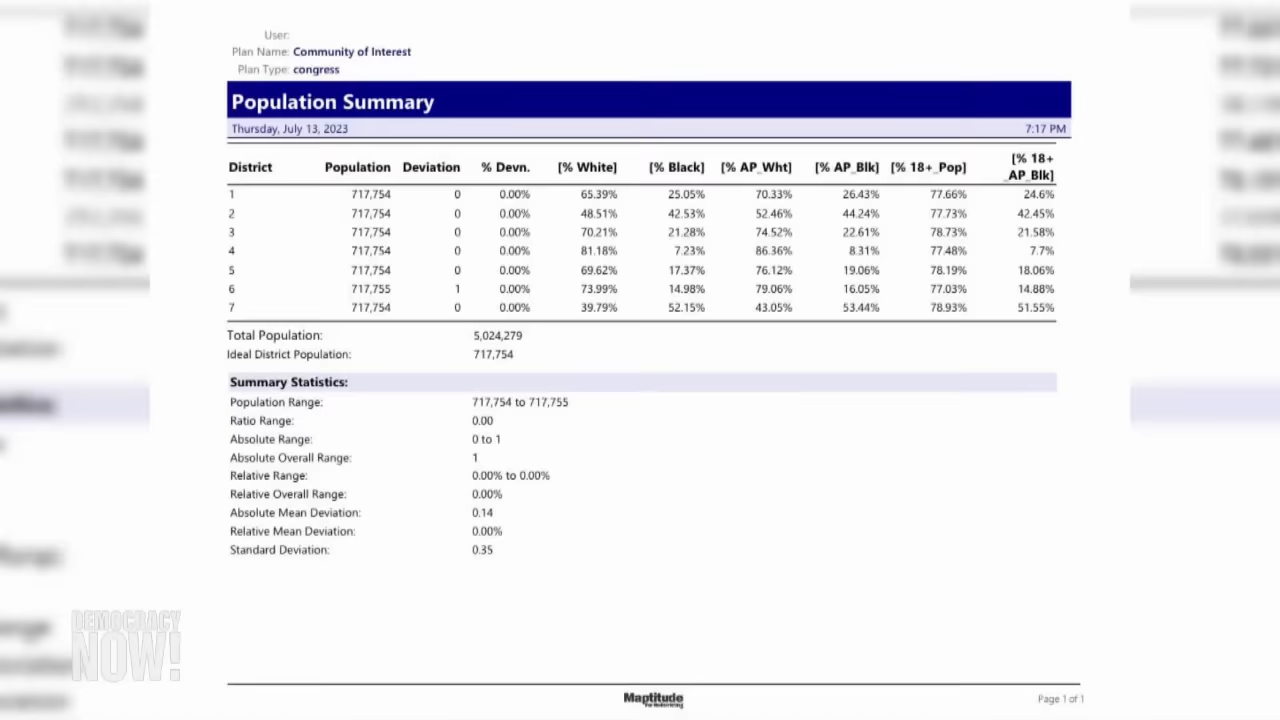 User:
Plan Name: Community of Interest
Plan Type: congress
Population Summary
Thursday, July 13, 2023 7:17 PM
District Population Deviation % Devn. [% White] [% Black] [% AP_Wht] [% AP_Blk] [% 18+_Pop] [% 18+ _AP_Blk]
1 717,754 0 0.00% 65.39% 25.05% 70.33% 26.43% 77.66% 24.6%
2 717,754 0 0.00% 48.51% 42.53% 52.46% 44.24% 77.73% 42.45%
3 717,754 0 0.00% 70.21% 21.28% 74.52% 22.61% 78.73% 21.58%
4 717,754 0 0.00% 81.18% 7.23% 86.36% 8.31% 77.48% 7.7%
5 717,754 0 0.00% 69.62% 17.37% 76.12% 19.06% 78.19% 18.06%
6 717,755 1 0.00% 73.99% 14.98% 79.06% 16.05% 77.03% 14.88%
7 717,754 0 0.00% 39.79% 52.15% 43.05% 53.44% 78.93% 51.55%
Total Population: 5,024,279
Ideal District Population: 717,754
Summary Statistics:
Population Range: 717,754 to 717,755
Ratio Range: 0.00
Absolute Range: 0 to 1
Absolute Overall Range: 1
Relative Range: 0.00% to 0.00%
Relative Overall Range: 0.00%
Absolute Mean Deviation: 0.14
Relative Mean Deviation: 0.00%
Standard Deviation: 0.35
DEMOCRACY
NOW!
Maptitude
Page 1 of 1